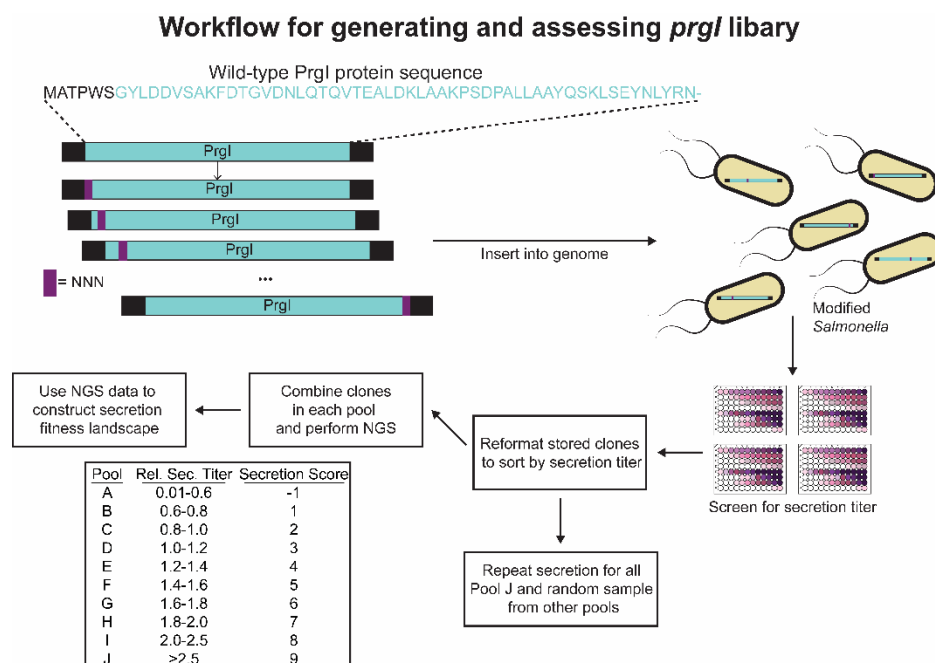 Workflow for generating and assessing prgI libary
Wild-type PrgI protein sequence
MATPWSGYLDDVSAKFDTGVDNLQTQVTEALDKLAAKPSDPALLAAYQSKLSEYNLYRN-
PrgI
PrgI
PrgI
PrgI
= NNN
...
PrgI
Insert into genome
Modified
Salmonella
Screen for secretion titer
Reformat stored clones
to sort by secretion titer
Combine clones
in each pool
and perform NGS
Use NGS data to
construct secretion
fitness landscape
Repeat secretion for all
Pool J and random sample
from other pools
Pool Rel. Sec. Titer Secretion Score
A 0.01-0.6 -1
B 0.6-0.8 1
C 0.8-1.0 2
D 1.0-1.2 3
E 1.2-1.4 4
F 1.4-1.6 5
G 1.6-1.8 6
H 1.8-2.0 7
I 2.0-2.5 8
J >2.5 9